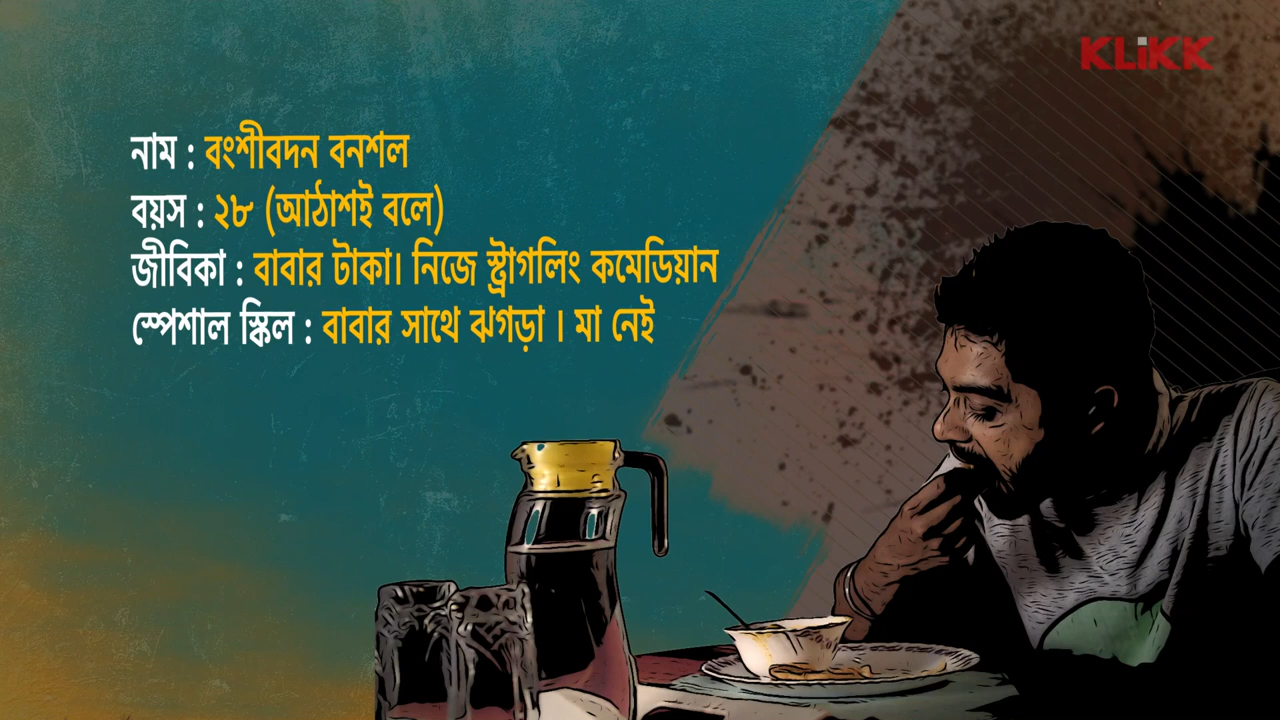 KLiKK
নাম : বংশীবদন বনশল
বয়স : ২৮ (আঠাশই বলে)
জীবিকা : বাবার টাকা। নিজে স্ট্রাগলিং কমেডিয়ান
স্পেশাল স্কিল : বাবার সাথে ঝগড়া । মা নেই